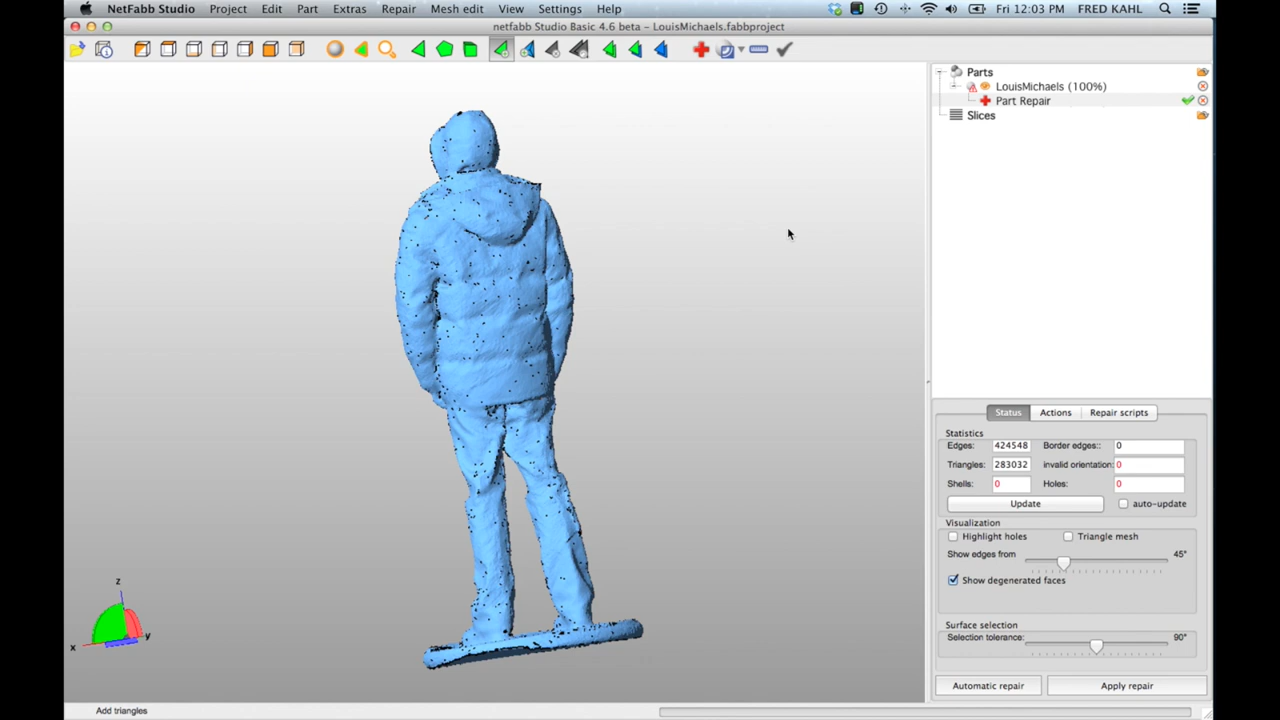 NetFabb Studio Project Edit Part Extras Repair Mesh edit View Settings Help Fri 12:03 PM FRED KAHL
netfabb Studio Basic 4.6 beta – LouisMichaels.fabbproject
Parts
LouisMichaels (100%)
Part Repair
Slices
Status Actions Repair scripts
Statistics
Edges: 424548 Border edges:: 0
Triangles: 283032 invalid orientation: 0
Shells: 0 Holes: 0
Update auto-update
Visualization
Highlight holes Triangle mesh
Show edges from 45°
Show degenerated faces
z
x y
Surface selection
Selection tolerance: 90°
Automatic repair Apply repair
Add triangles